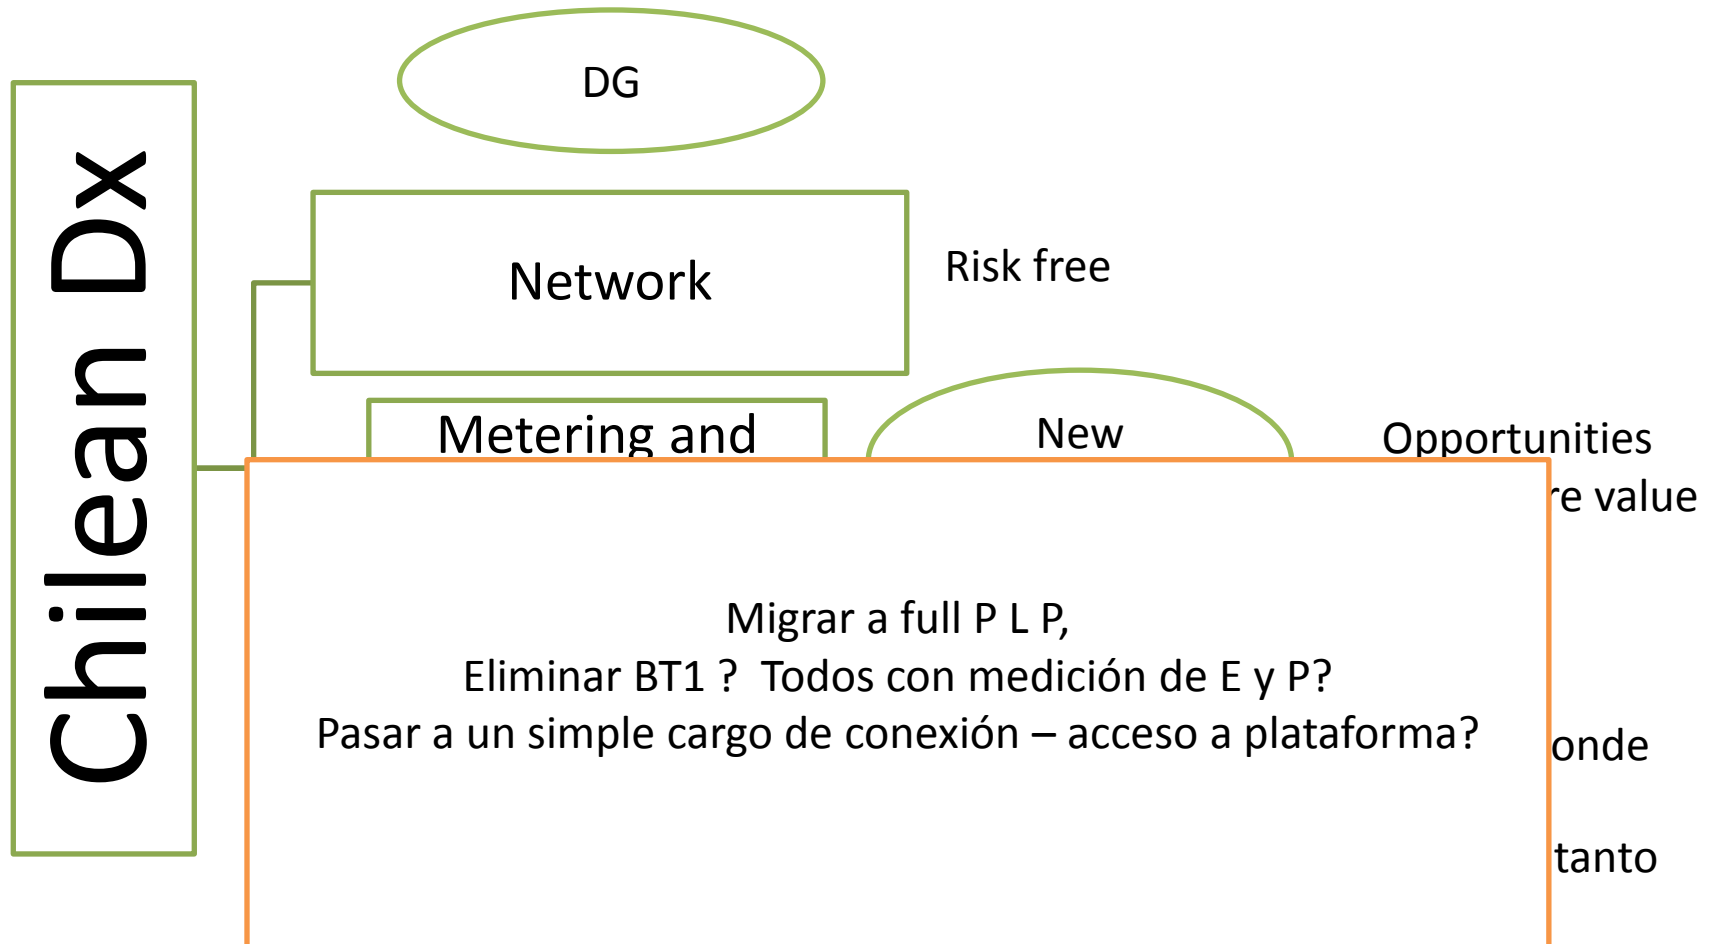 Chilean Dx
DG
Network
Risk free
Metering and
New
Opportunities
re value
Migrar a full P L P,
Eliminar BT1 ? Todos con medición de E y P?
Pasar a un simple cargo de conexión – acceso a plataforma?
onde
tanto